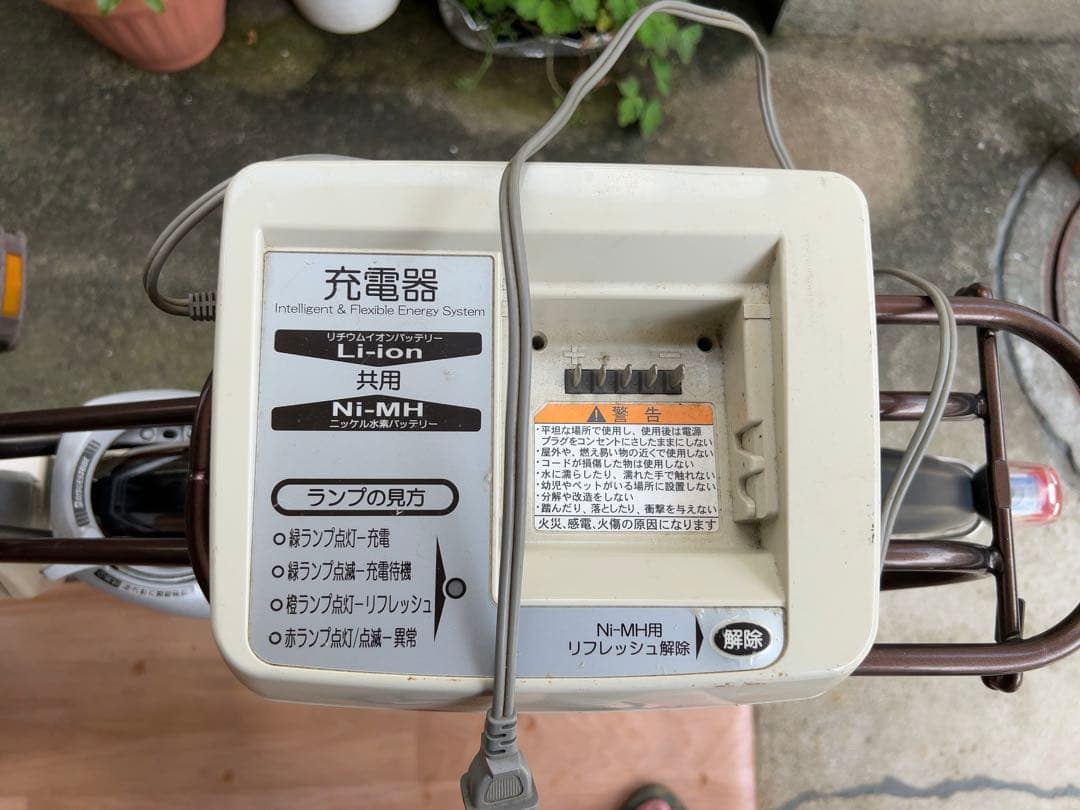 充電器
Intelligent & Flexible Energy System
リチウムイオンバッテリー
Li-ion
共用
Ni-MH
ニッケル水素バッテリー
ランプの見方
緑ランプ点灯ー充電
緑ランプ点滅ー充電待機
橙ランプ点灯ーリフレッシュ
赤ランプ点灯/点滅ー異常
+ −
警告
・平坦な場所で使用し、使用後は電源
プラグをコンセントにさしたままにしない
・屋外や、燃え易い物の近くで使用しない
・コードが損傷した物は使用しない
・水に濡らしたり、濡れた手で触れない
・幼児やペットがいる場所に設置しない
・分解や改造をしない
・踏んだり、落としたり、衝撃を与えない
火災、感電、火傷の原因になります
Ni-MH用
リフレッシュ解除
解除